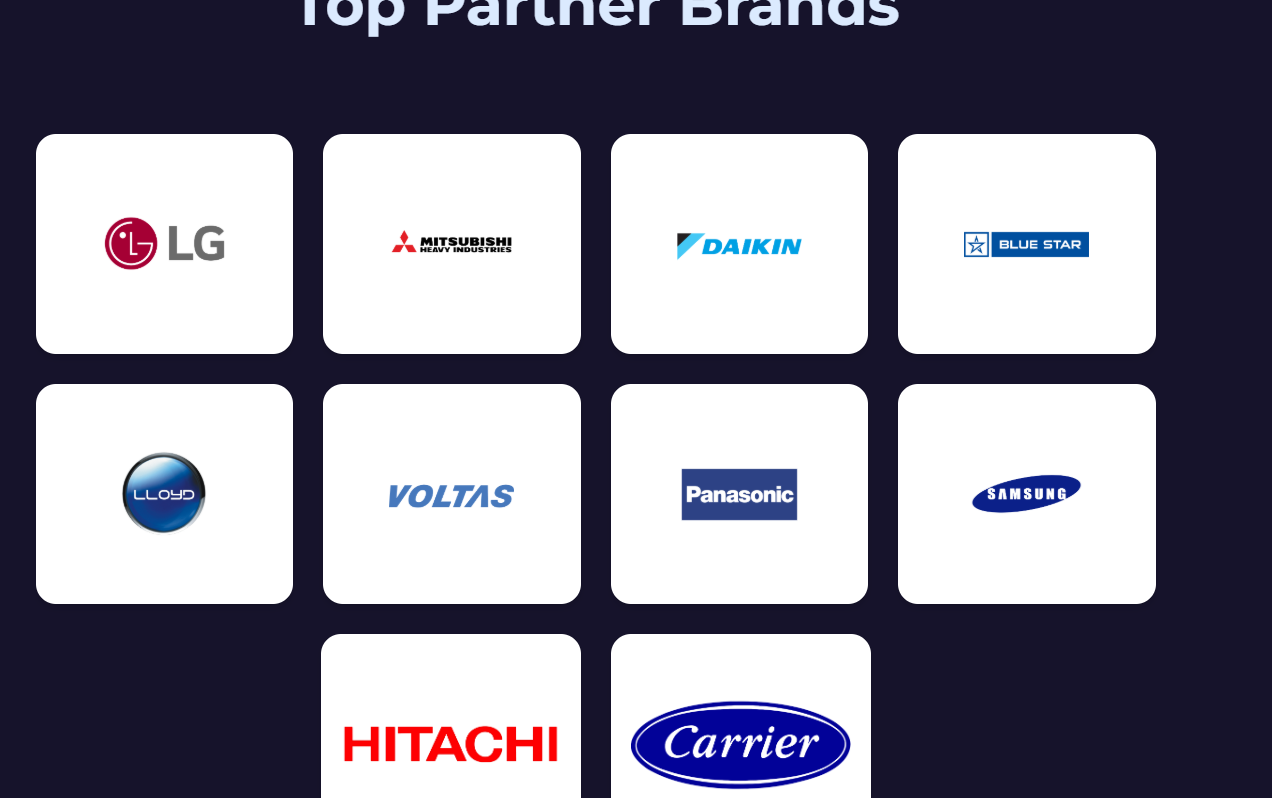 Top Partner Brands
LG
MITSUBISHI
HEAVY INDUSTRIES
DAIKIN
BLUE STAR
LLOYD
VOLTAS
Panasonic
SAMSUNG
HITACHI
Carrier